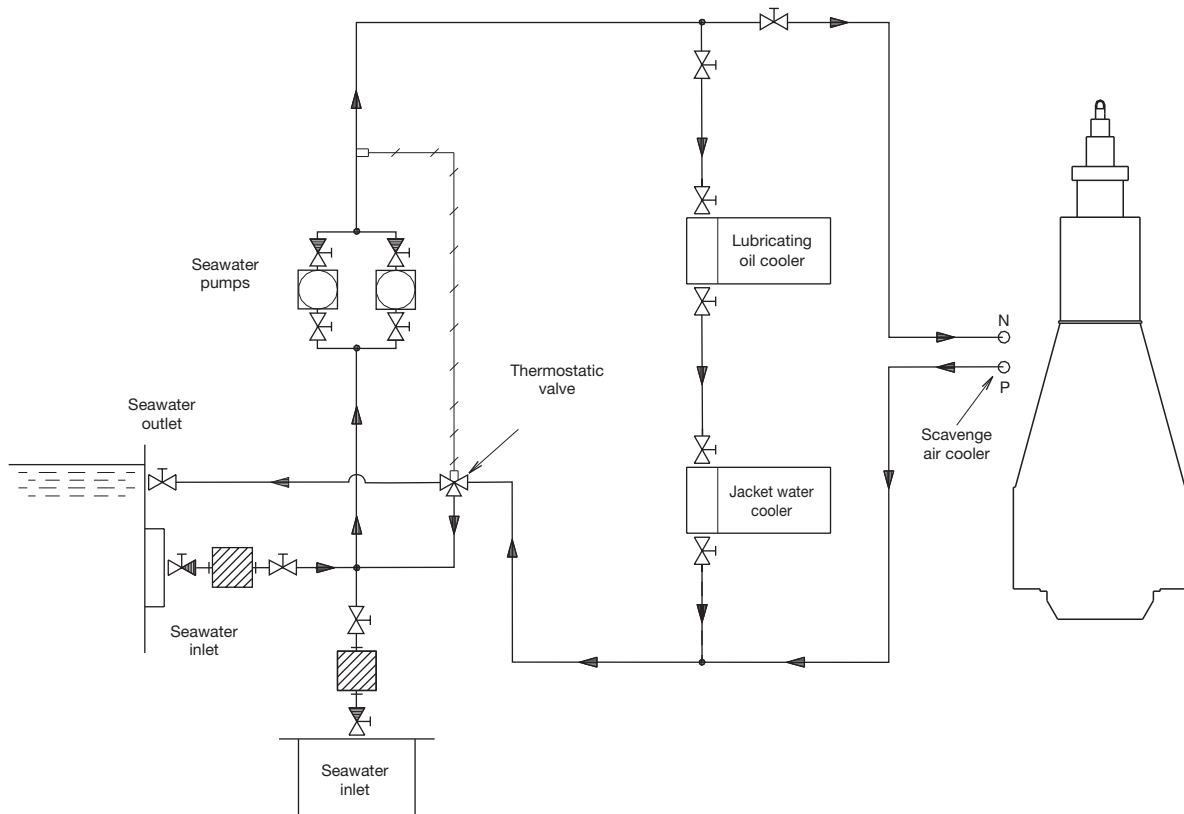 Lubricating
oil cooler
Seawater
pumps
N
P
Thermostatic
valve
Seawater
outlet
Scavenge
air cooler
Jacket water
cooler
Seawater
inlet
Seawater
inlet